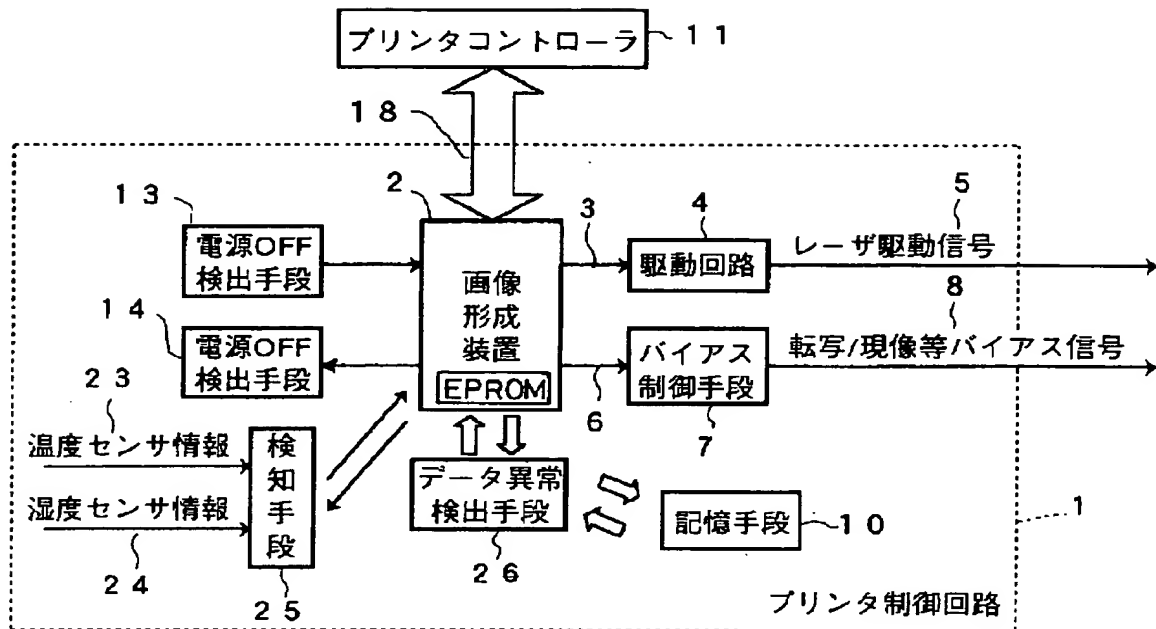 プリンタコントローラ
11
18
13
電源OFF
検出手段
2
画像
形成
装置
EPROM
3
4
駆動回路
5
レーザ駆動信号
14
電源OFF
検出手段
6
バイアス
制御手段
7
8
転写/現像等バイアス信号
23
温度センサ情報
湿度センサ情報
24
検
知
手
段
25
データ異常
検出手段
26
記憶手段
10
1
プリンタ制御回路